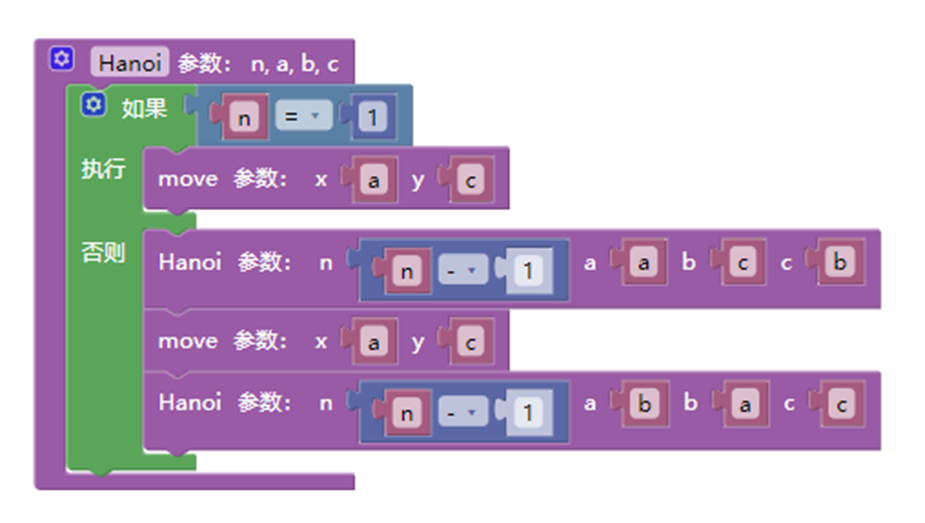 Hanoi 参数: n, a, b, c
如果 n = 1
执行 move 参数: x a y c
否则 Hanoi 参数: n n - 1 a a b c c b
move 参数: x a y c
Hanoi 参数: n n - 1 a b b a c c